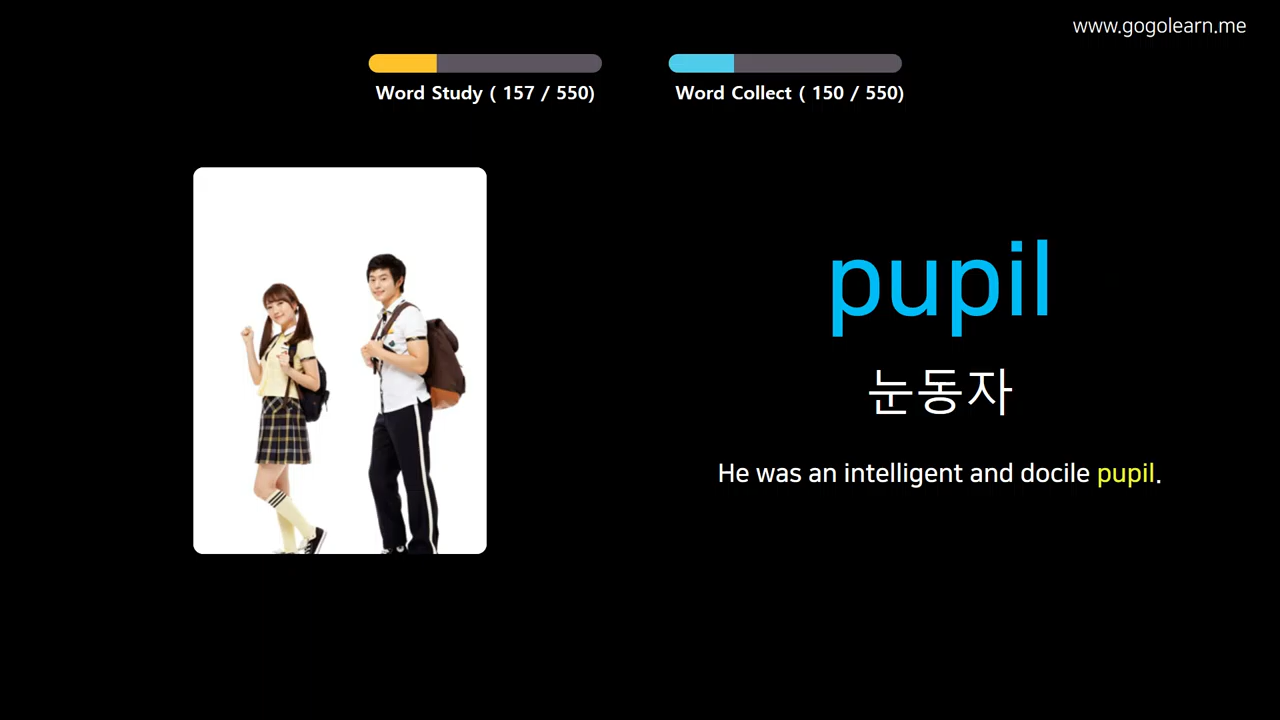 www.gogolearn.me
Word Study ( 157 / 550)
Word Collect ( 150 / 550)
pupil
눈동자
He was an intelligent and docile pupil.